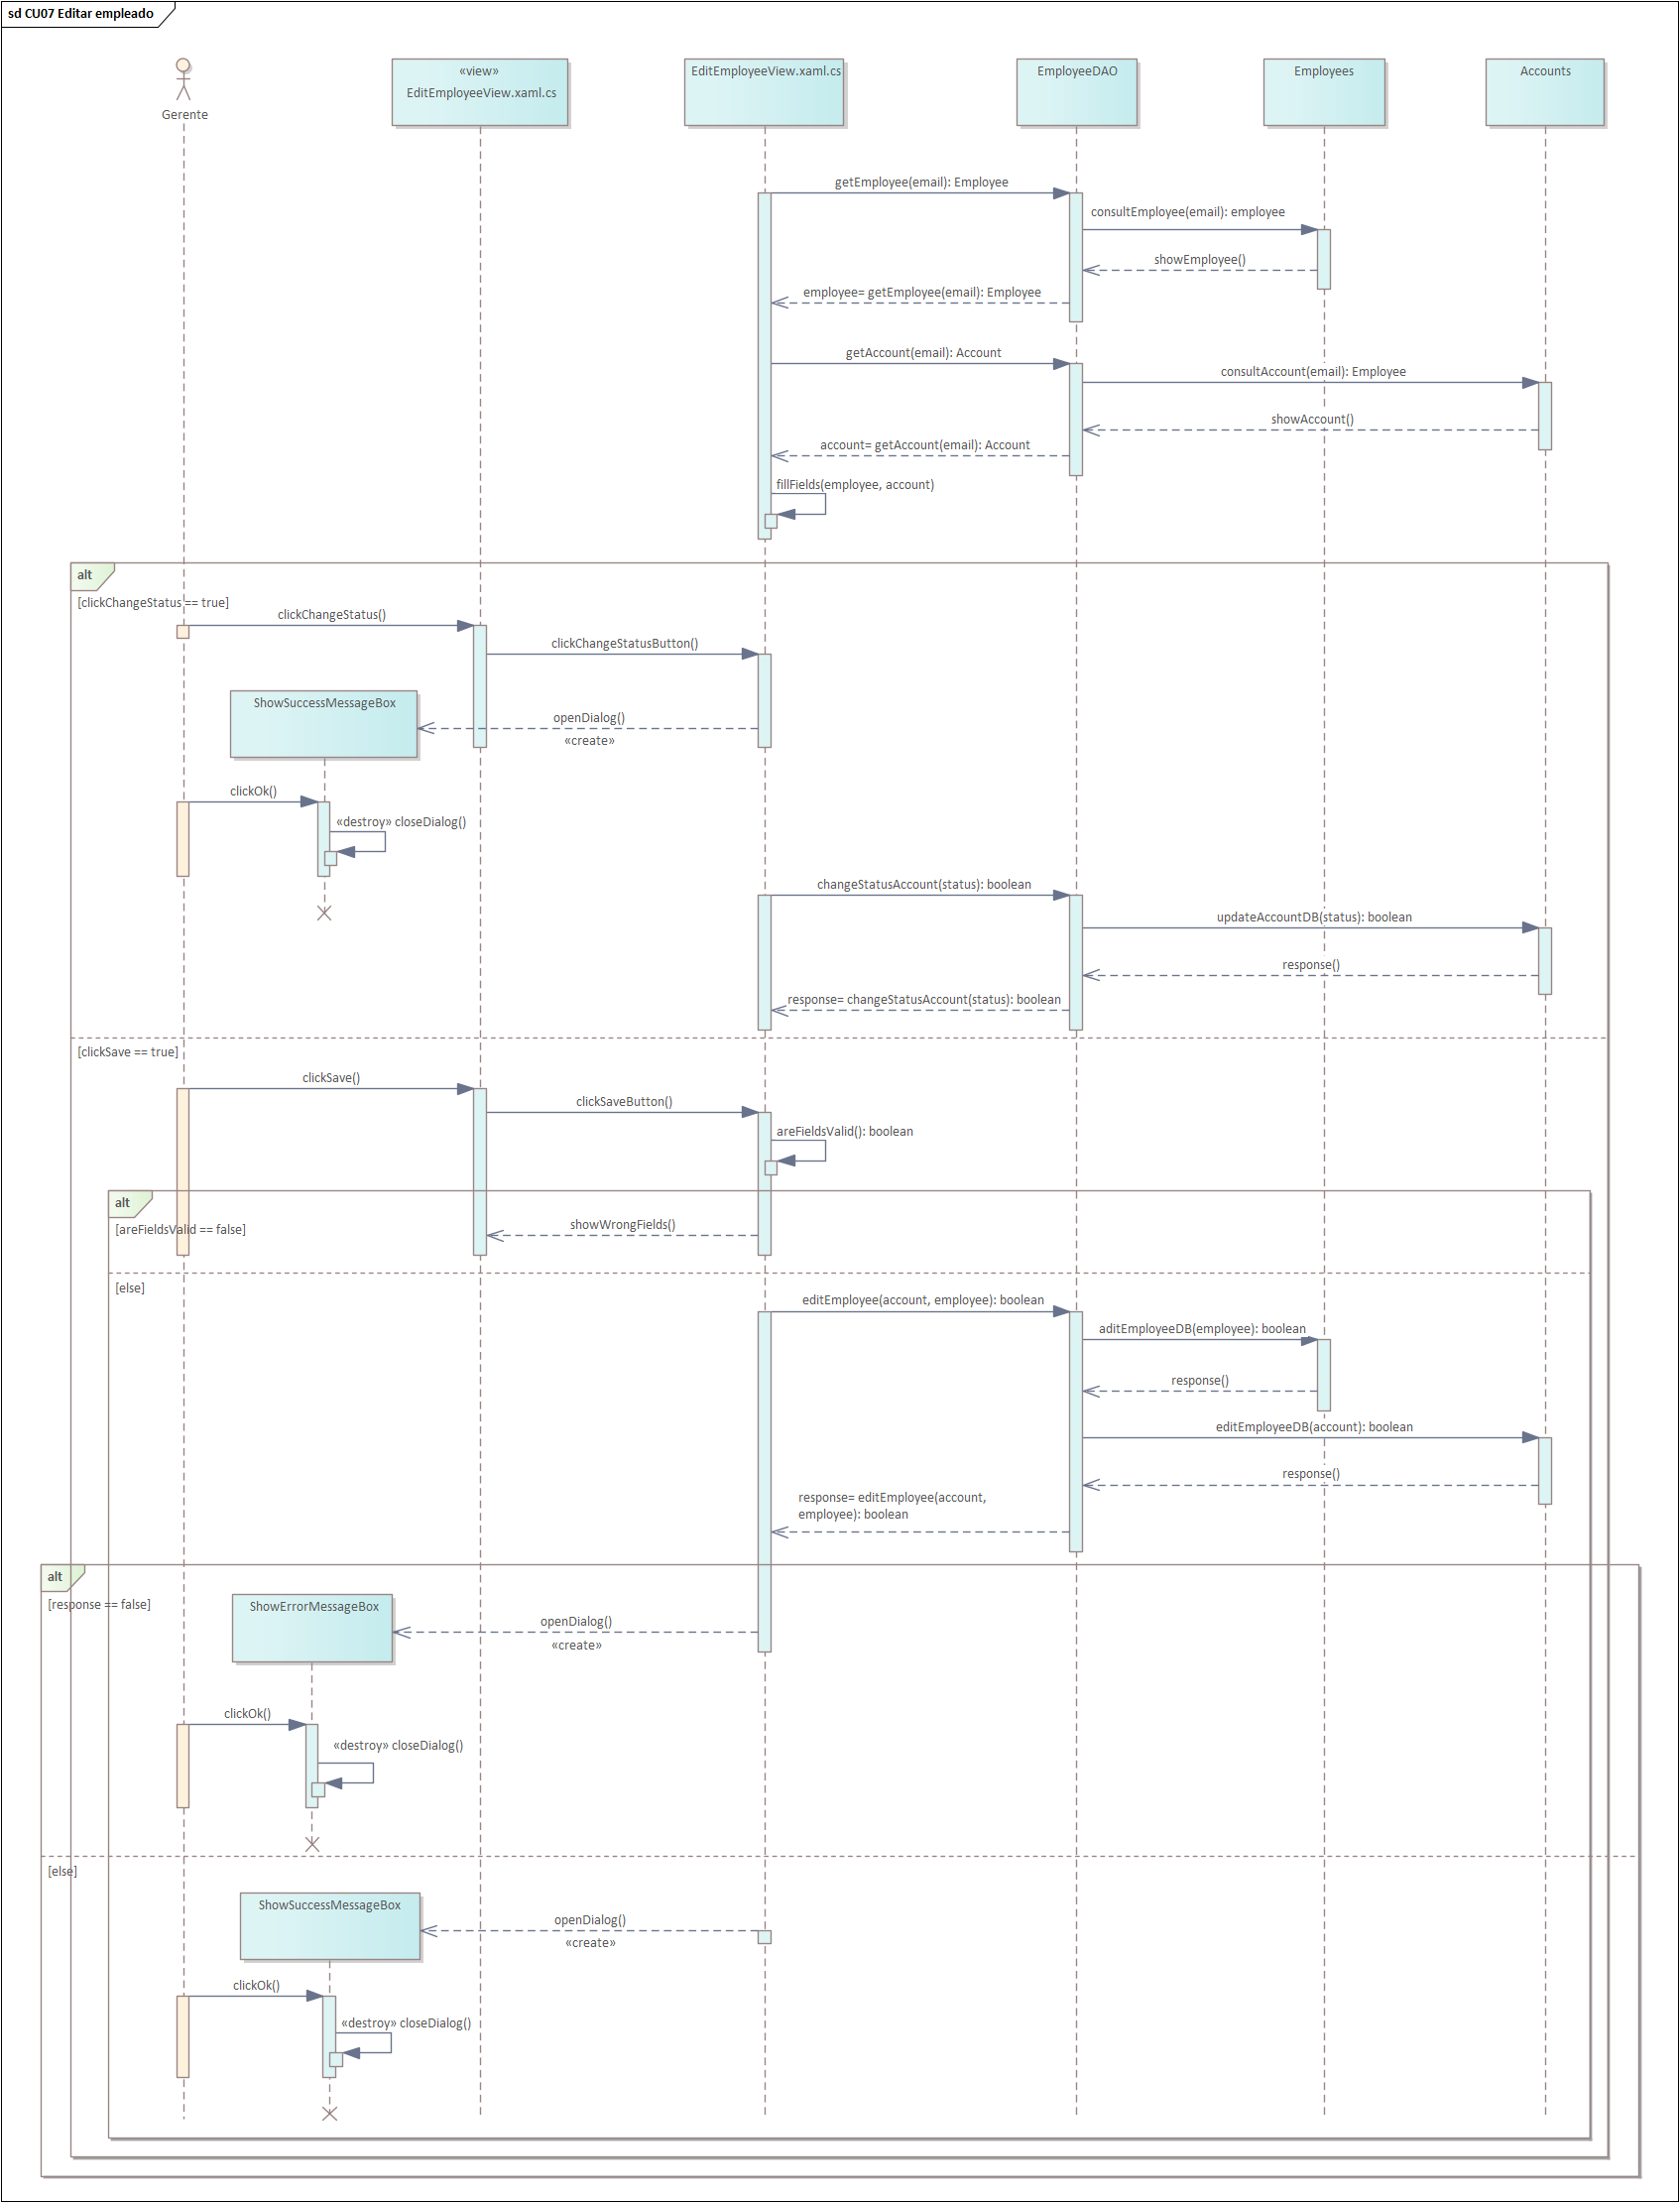 sd CU07 Editar empleado
Gerente
«view»
EditEmployeeView.xaml.cs
EditEmployeeView.xaml.cs
EmployeeDAO
Employees
Accounts
getEmployee(email): Employee
consultEmployee(email): employee
showEmployee()
employee= getEmployee(email): Employee
getAccount(email): Account
consultAccount(email): Employee
showAccount()
account= getAccount(email): Account
fillFields(employee, account)
alt
[clickChangeStatus == true]
clickChangeStatus()
clickChangeStatusButton()
ShowSuccessMessageBox
openDialog()
«create»
clickOk()
«destroy» closeDialog()
changeStatusAccount(status): boolean
updateAccountDB(status): boolean
response()
response= changeStatusAccount(status): boolean
[clickSave == true]
clickSave()
clickSaveButton()
areFieldsValid(): boolean
alt
[areFieldsValid == false]
showWrongFields()
[else]
editEmployee(account, employee): boolean
aditEmployeeDB(employee): boolean
response()
editEmployeeDB(account): boolean
response()
response= editEmployee(account,
employee): boolean
alt
[response == false]
ShowErrorMessageBox
openDialog()
«create»
clickOk()
«destroy» closeDialog()
[else]
ShowSuccessMessageBox
openDialog()
«create»
clickOk()
«destroy» closeDialog()